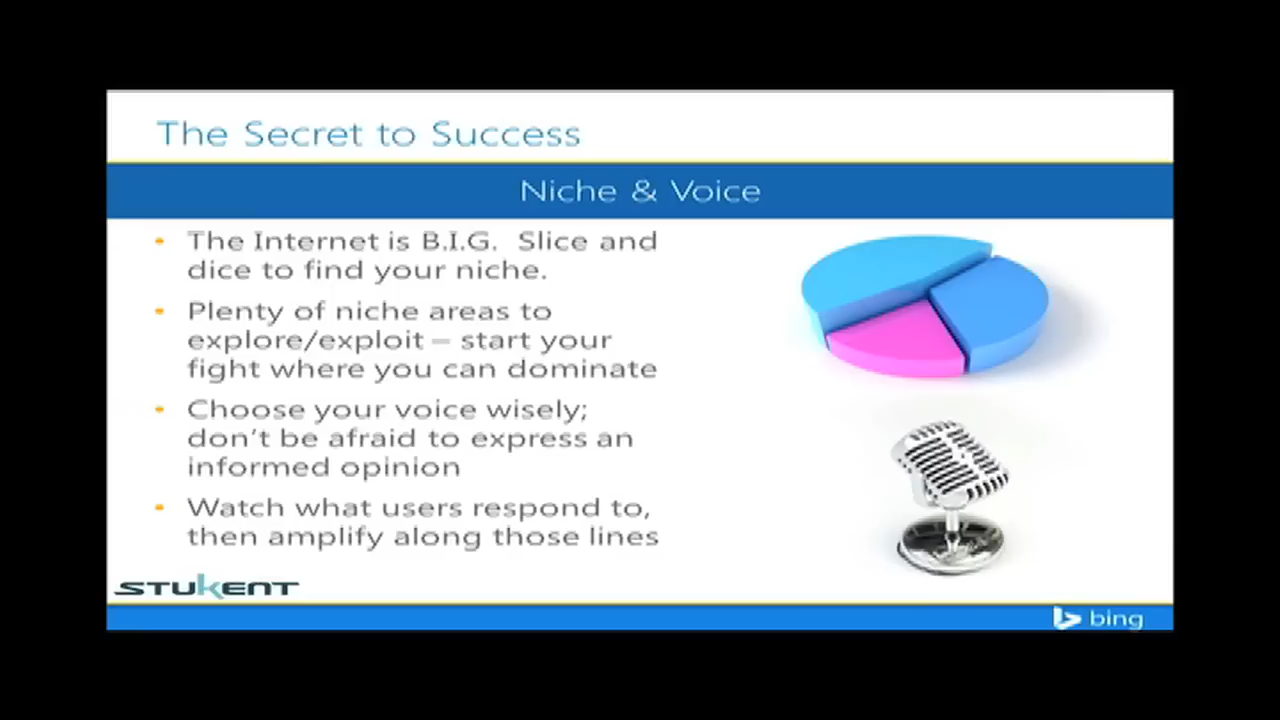 The Secret to Success
Niche & Voice
• The Internet is B.I.G.  Slice and
dice to find your niche.
• Plenty of niche areas to
explore/exploit – start your
fight where you can dominate
• Choose your voice wisely;
don't be afraid to express an
informed opinion
• Watch what users respond to,
then amplify along those lines
STUKENT
bing